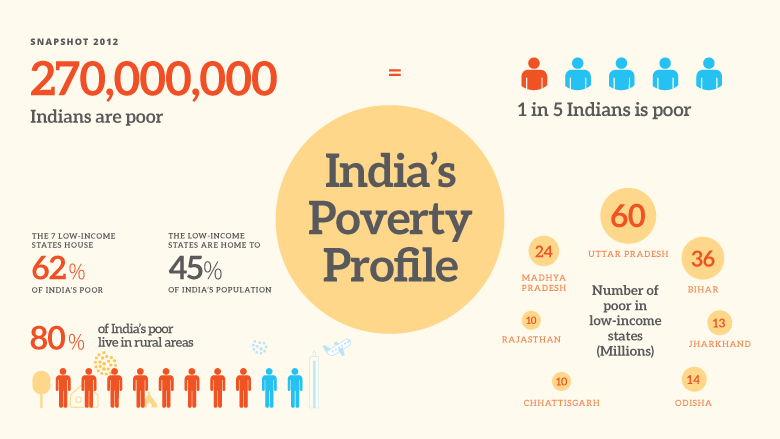 SNAPSHOT 2012
270,000,000
Indians are poor
=
1 in 5 Indians is poor
India's
Poverty
Profile
THE 7 LOW-INCOME
STATES HOUSE
62%
OF INDIA'S POOR
THE LOW-INCOME
STATES ARE HOME TO
45%
OF INDIA'S POPULATION
80%
of India's poor
live in rural areas
60
UTTAR PRADESH
24
MADHYA
PRADESH
36
BIHAR
Number of
poor in
low-income
states
(Millions)
10
RAJASTHAN
13
JHARKHAND
10
CHHATTISGARH
14
ODISHA